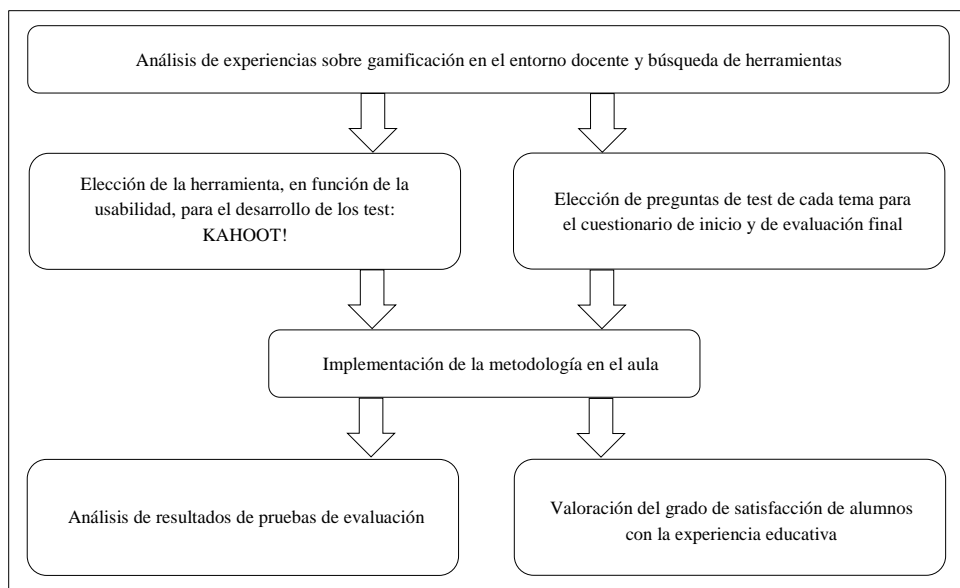 Análisis de experiencias sobre gamificación en el entorno docente y búsqueda de herramientas
Elección de la herramienta, en función de la
usabilidad, para el desarrollo de los test:
KAHOOT!
Elección de preguntas de test de cada tema para
el cuestionario de inicio y de evaluación final
Implementación de la metodología en el aula
Análisis de resultados de pruebas de evaluación
Valoración del grado de satisfacción de alumnos
con la experiencia educativa